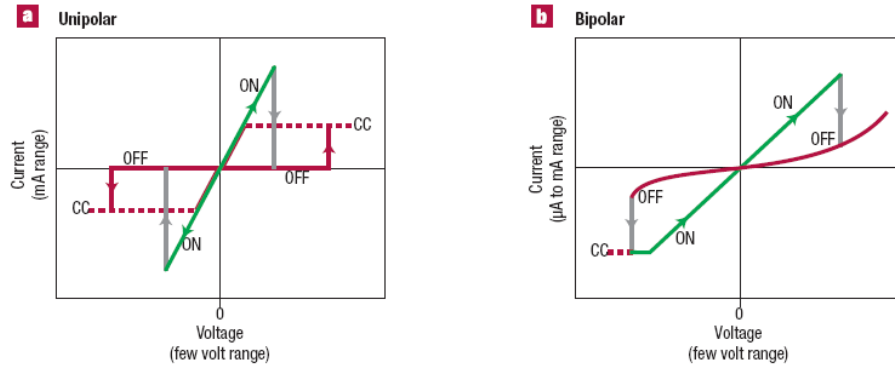 a Unipolar
ON
CC
OFF
OFF
CC
ON
Current
(mA range)
0
Voltage
(few volt range)
b Bipolar
ON
OFF
OFF
ON
CC
Current
(µA to mA range)
0
Voltage
(few volt range)